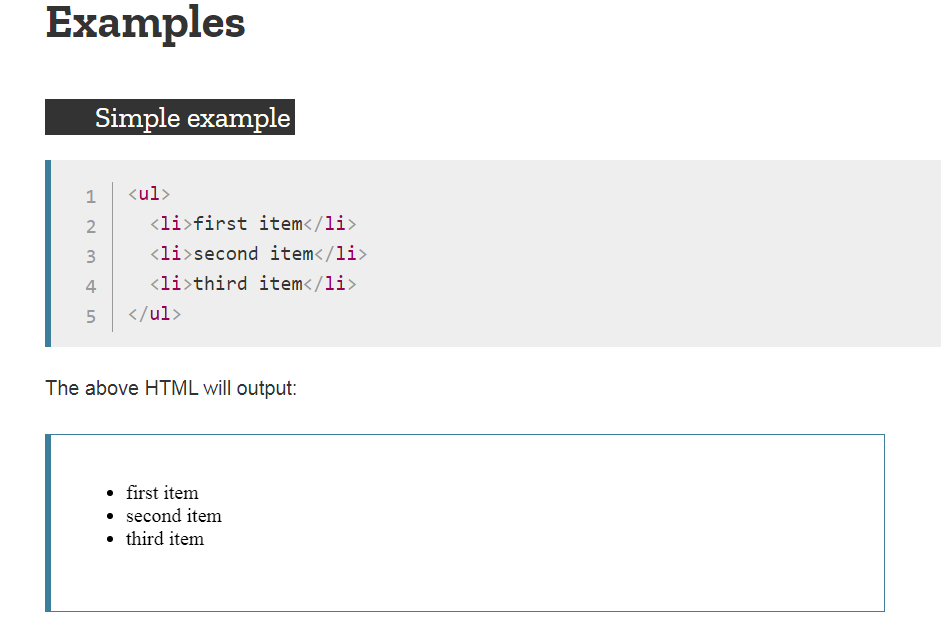 Examples
Simple example
1 <ul>
2   <li>first item</li>
3   <li>second item</li>
4   <li>third item</li>
5 </ul>
The above HTML will output:
• first item
• second item
• third item